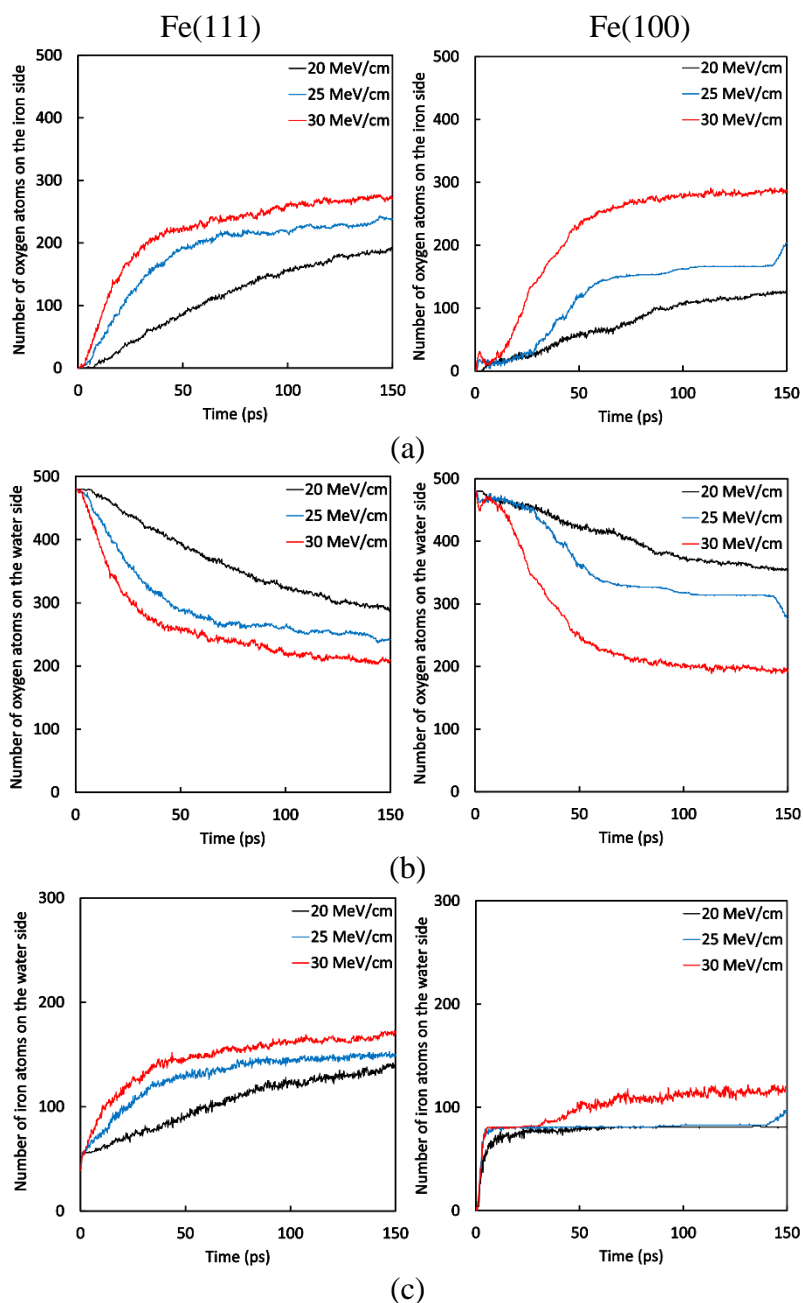 Fe(111)
Fe(100)
Number of oxygen atoms on the iron side
500
400
300
200
100
0
20 MeV/cm
25 MeV/cm
30 MeV/cm
0
50
100
150
Time (ps)
Number of oxygen atoms on the iron side
500
400
300
200
100
0
20 MeV/cm
25 MeV/cm
30 MeV/cm
0
50
100
150
Time (ps)
(a)
Number of oxygen atoms on the water side
500
400
300
200
100
0
20 MeV/cm
25 MeV/cm
30 MeV/cm
0
50
100
150
Time (ps)
Number of oxygen atoms on the water side
500
400
300
200
100
0
20 MeV/cm
25 MeV/cm
30 MeV/cm
0
50
100
150
Time (ps)
(b)
Number of iron atoms on the water side
300
200
100
0
20 MeV/cm
25 MeV/cm
30 MeV/cm
0
50
100
150
Time (ps)
Number of iron atoms on the water side
300
200
100
0
20 MeV/cm
25 MeV/cm
30 MeV/cm
0
50
100
150
Time (ps)
(c)